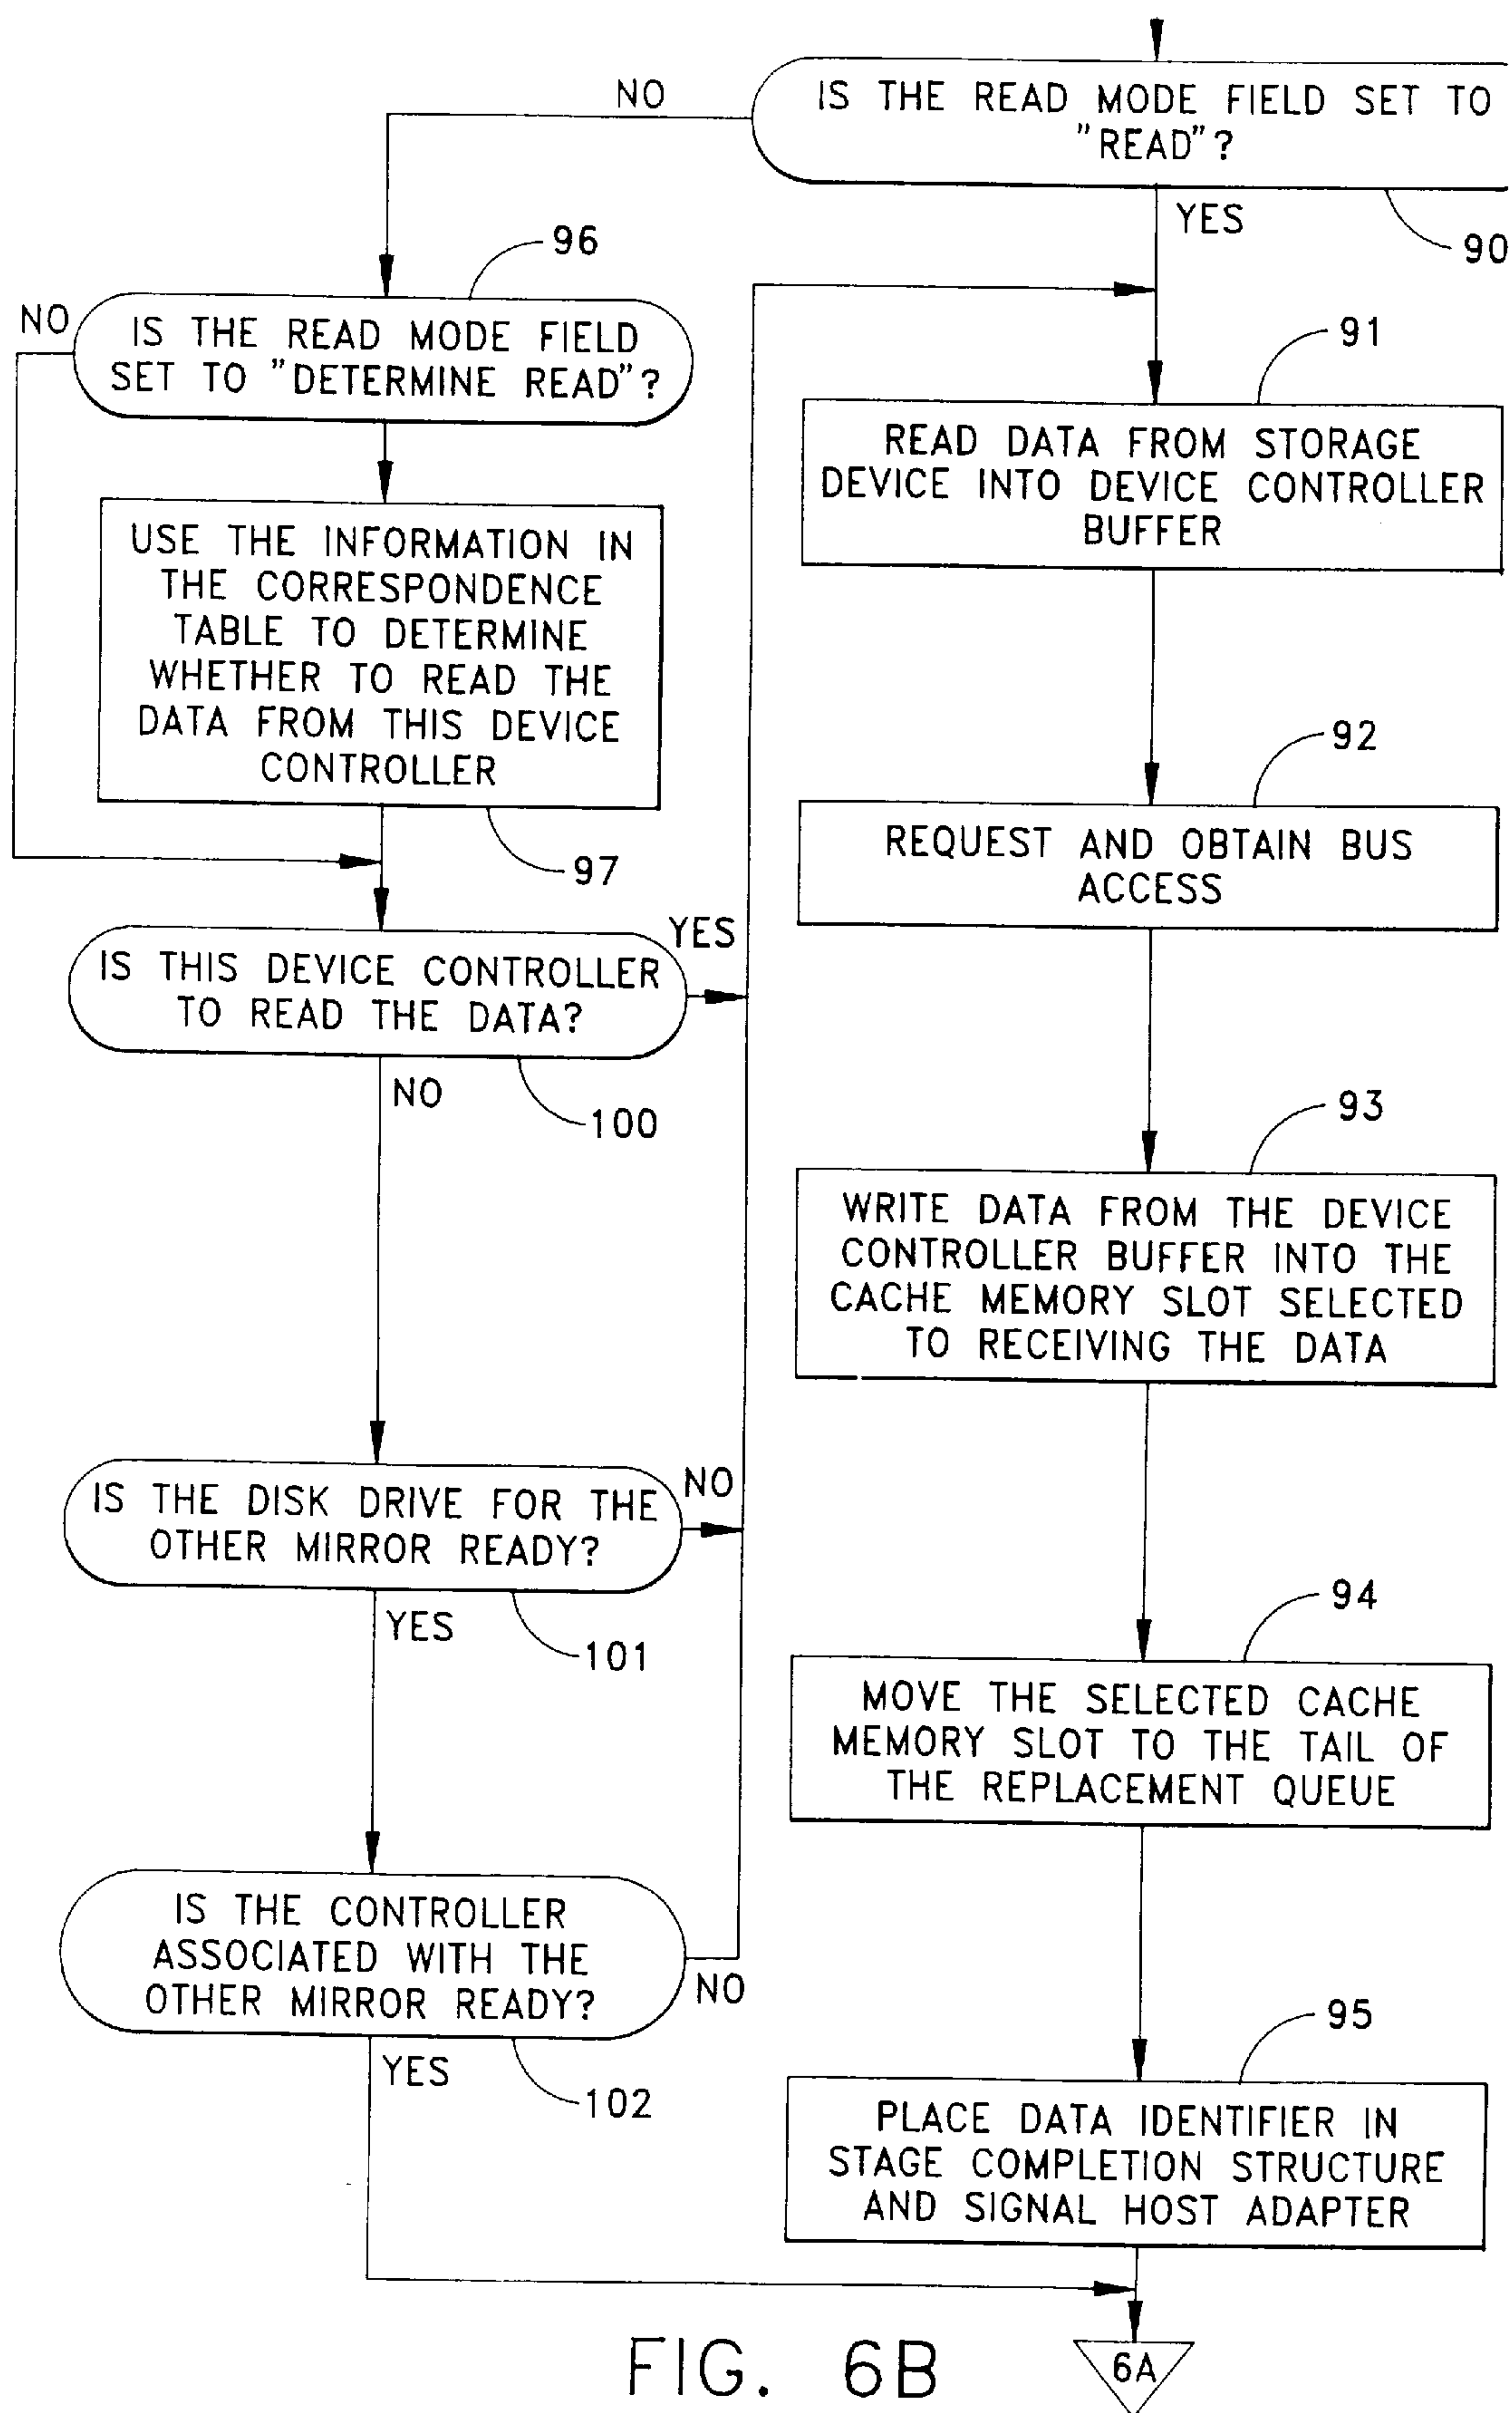 IS THE READ MODE FIELD SET TO
"READ"?
NO
YES
90
96
NO
IS THE READ MODE FIELD
SET TO "DETERMINE READ"?
USE THE INFORMATION IN
THE CORRESPONDENCE
TABLE TO DETERMINE
WHETHER TO READ THE
DATA FROM THIS DEVICE
CONTROLLER
97
IS THIS DEVICE CONTROLLER
TO READ THE DATA?
YES
NO
100
IS THE DISK DRIVE FOR THE
OTHER MIRROR READY?
NO
YES
101
IS THE CONTROLLER
ASSOCIATED WITH THE
OTHER MIRROR READY?
NO
YES
102
91
READ DATA FROM STORAGE
DEVICE INTO DEVICE CONTROLLER
BUFFER
92
REQUEST AND OBTAIN BUS
ACCESS
93
WRITE DATA FROM THE DEVICE
CONTROLLER BUFFER INTO THE
CACHE MEMORY SLOT SELECTED
TO RECEIVING THE DATA
94
MOVE THE SELECTED CACHE
MEMORY SLOT TO THE TAIL OF
THE REPLACEMENT QUEUE
95
PLACE DATA IDENTIFIER IN
STAGE COMPLETION STRUCTURE
AND SIGNAL HOST ADAPTER
6A
FIG. 6B